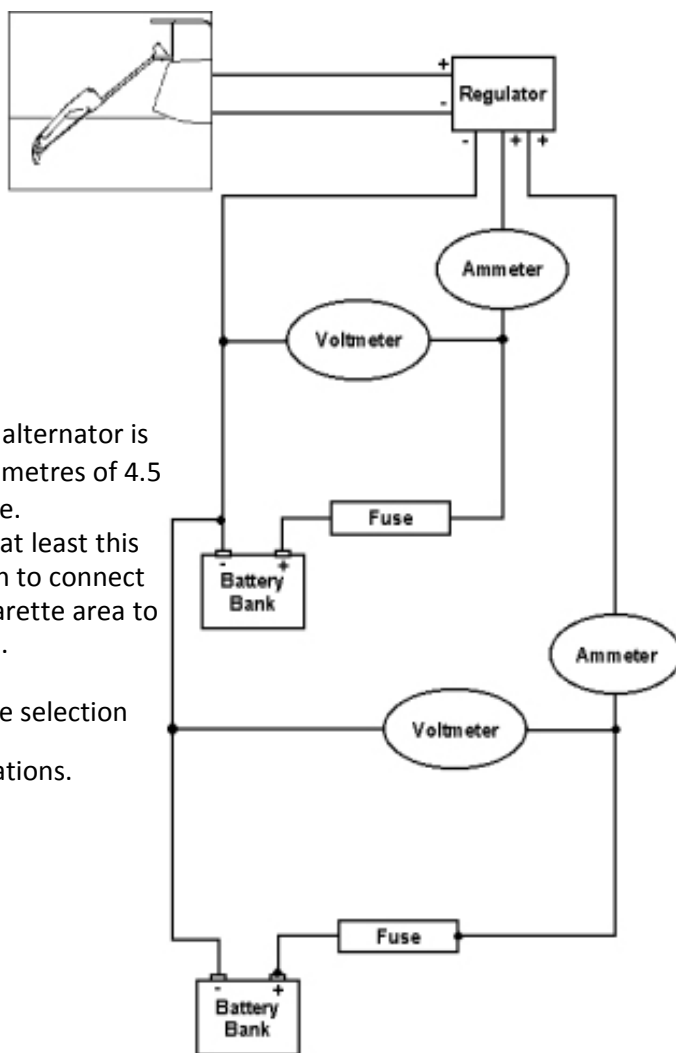 +
Regulator
-
- + +
Ammeter
Voltmeter
alternator is
metres of 4.5
e.
at least this
n to connect
arette area to
.
e selection
ations.
Fuse
- +
Battery
Bank
Ammeter
Voltmeter
Fuse
- +
Battery
Bank